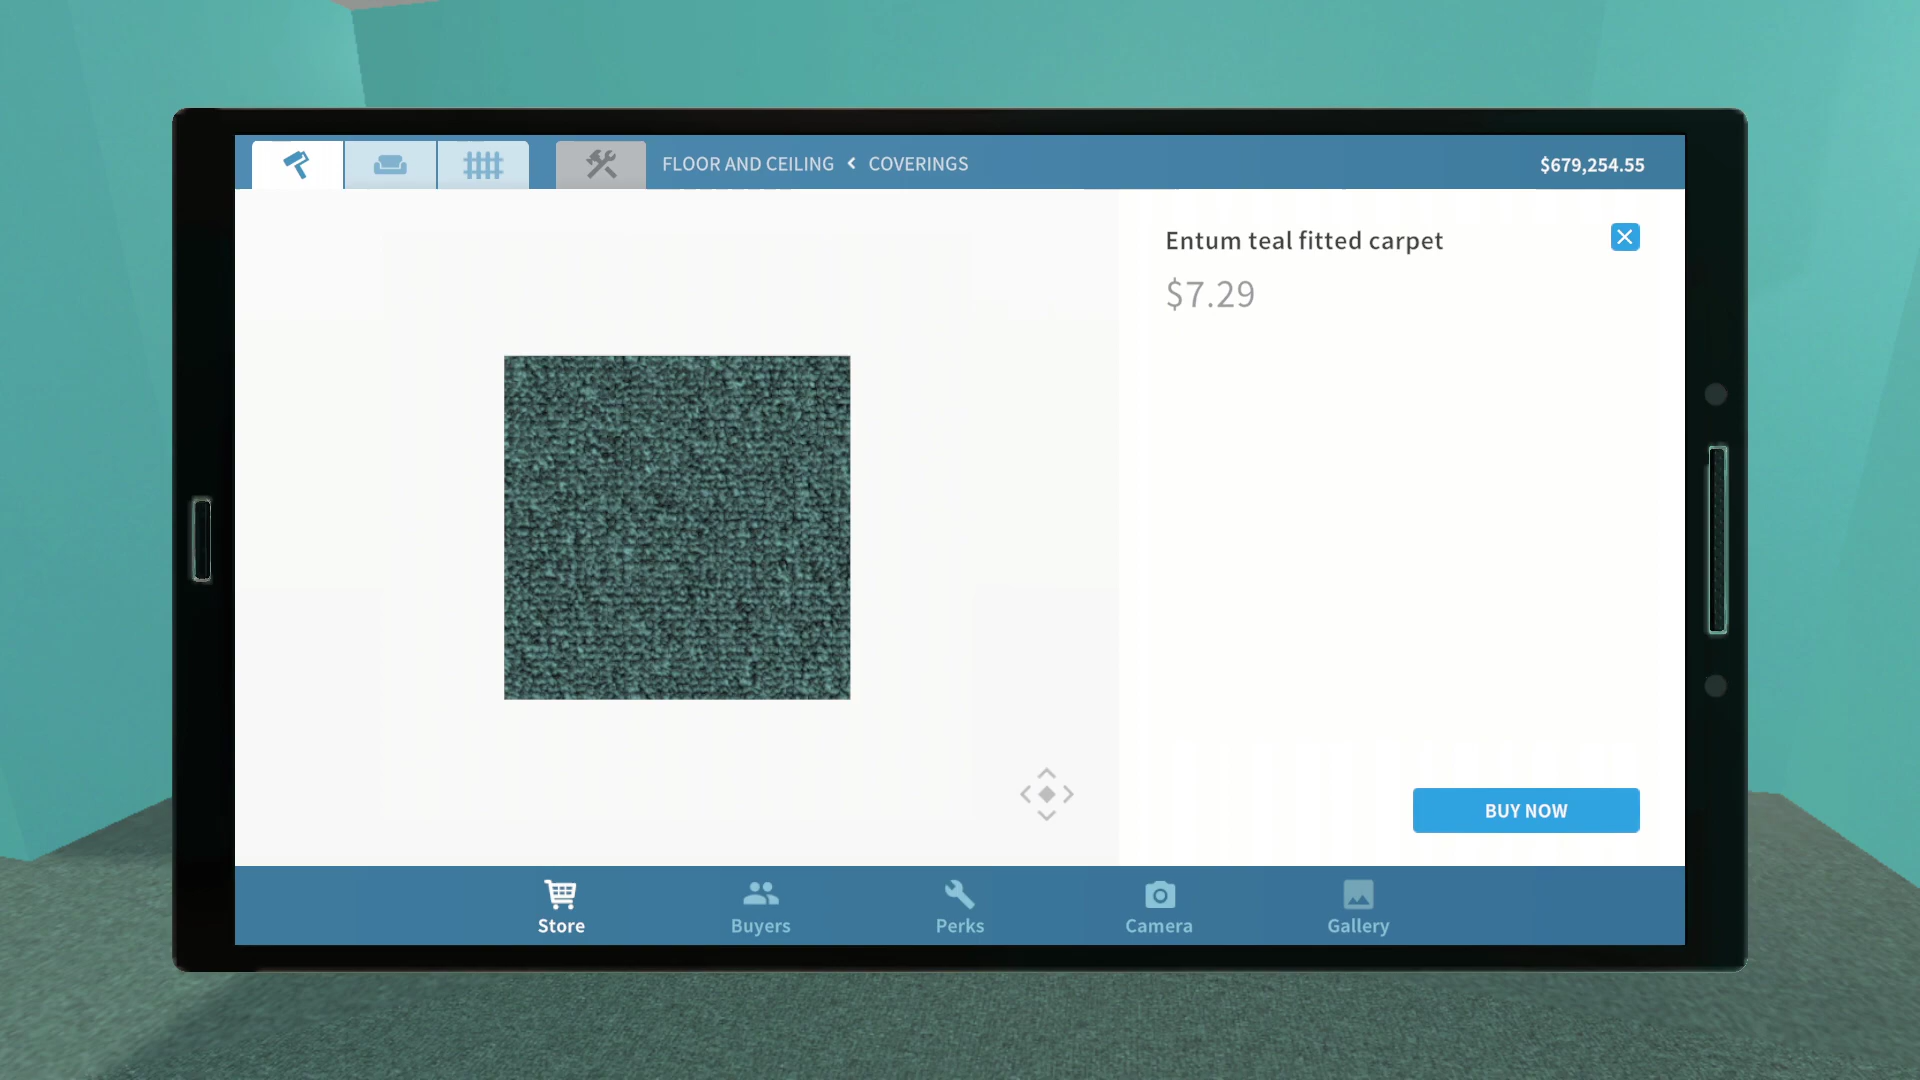 FLOOR AND CEILING < COVERINGS
$679,254.55
Entum teal fitted carpet
$7.29
BUY NOW
Store
Buyers
Perks
Camera
Gallery